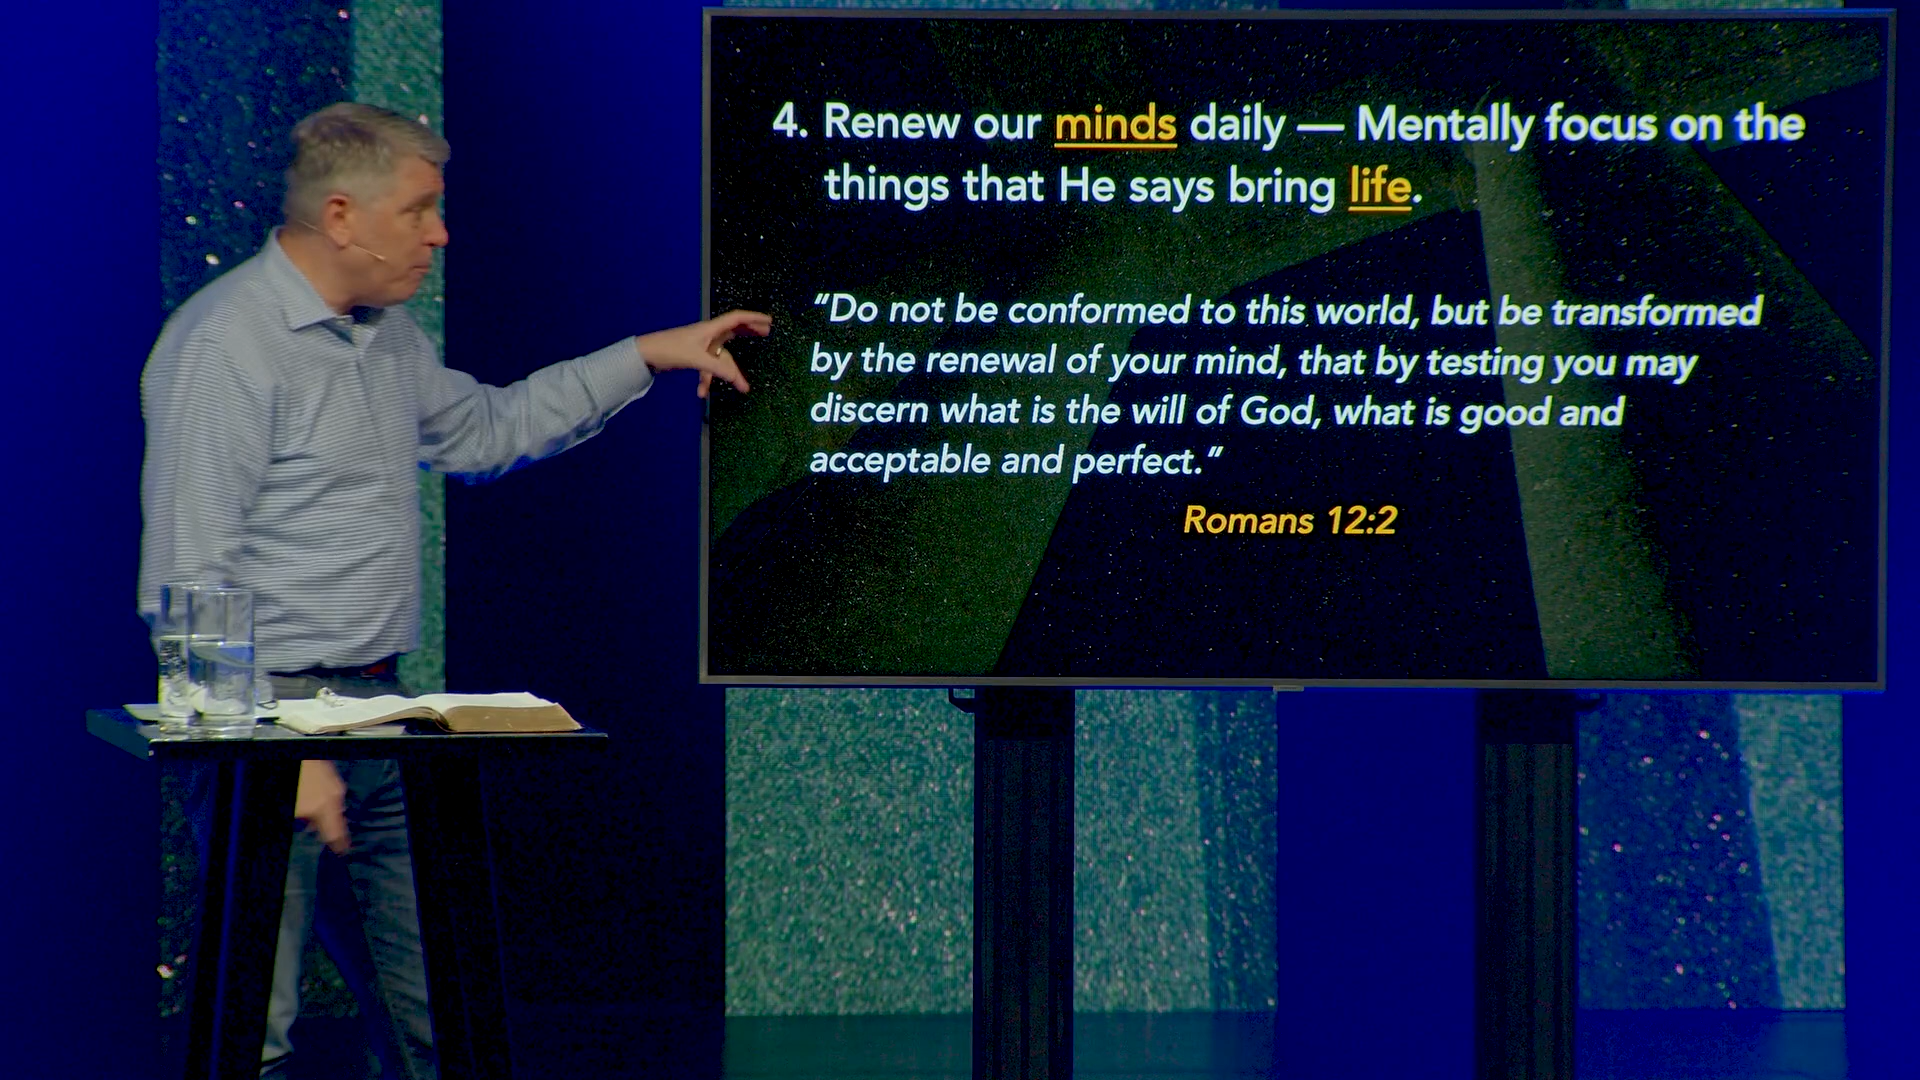 4. Renew our minds daily — Mentally focus on the
things that He says bring life.
“Do not be conformed to this world, but be transformed
by the renewal of your mind, that by testing you may
discern what is the will of God, what is good and
acceptable and perfect.”
Romans 12:2